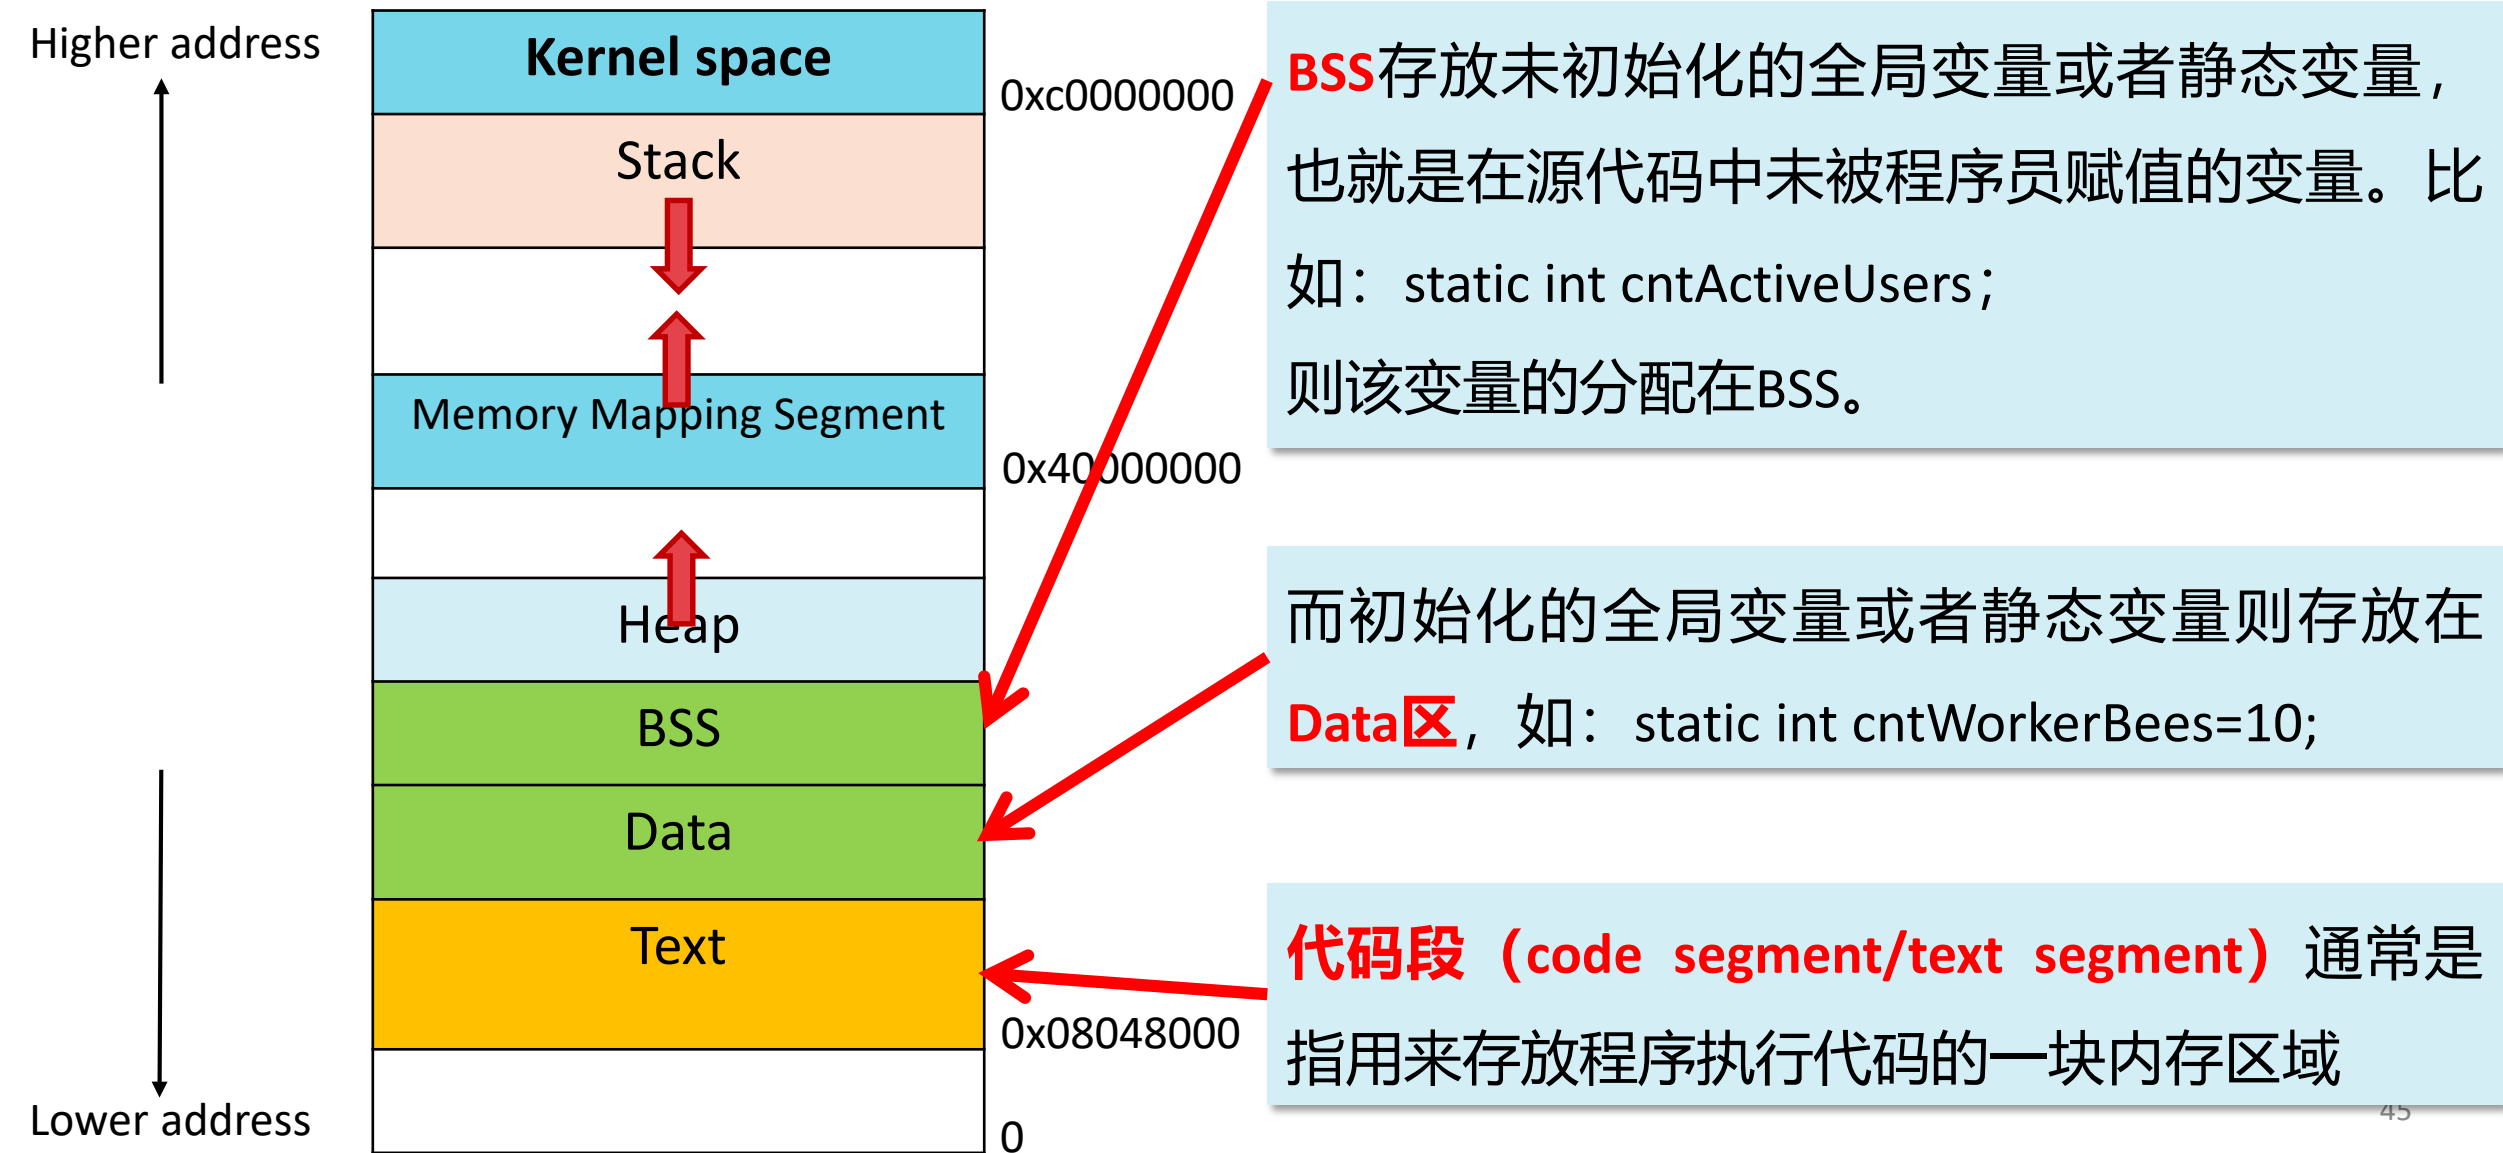 Higher address
Kernel space
0xc0000000
Stack
Memory Mapping Segment
0x40000000
Heap
BSS
Data
Text
0x08048000
Lower address
0
BSS存放未初始化的全局变量或者静态变量，
也就是在源代码中未被程序员赋值的变量。比
如：static int cntActiveUsers；
则该变量的分配在BSS。
而初始化的全局变量或者静态变量则存放在
Data区，如：static int cntWorkerBees=10;
代码段（code segment/text segment）通常是
指用来存放程序执行代码的一块内存区域
45